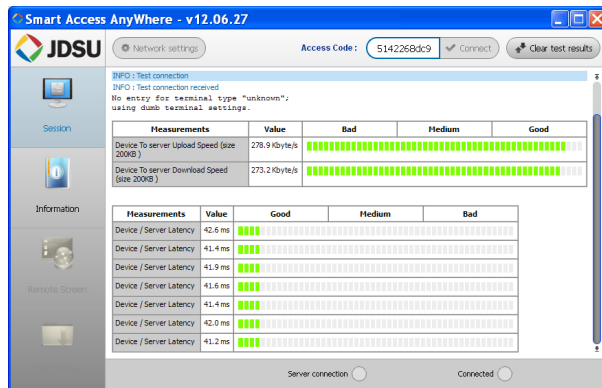 Smart Access AnyWhere - v12.06.27
JDSU
Network settings
Access Code :
5142268dc9
Connect
Clear test results
INFO : Test connection
INFO : Test connection received
No entry for terminal type "unknown";
using dumb terminal settings.
Session
Measurements Value Bad Medium Good
Device To server Upload Speed (size 200KB ) 278.9 Kbyte/s
Device To server Download Speed (size 200KB ) 273.2 Kbyte/s
Information
Measurements Value Good Medium Bad
Device / Server Latency 42.6 ms
Device / Server Latency 41.4 ms
Device / Server Latency 41.9 ms
Device / Server Latency 41.6 ms
Device / Server Latency 41.4 ms
Device / Server Latency 42.0 ms
Device / Server Latency 41.2 ms
Remote Screen
Server connection
Connected